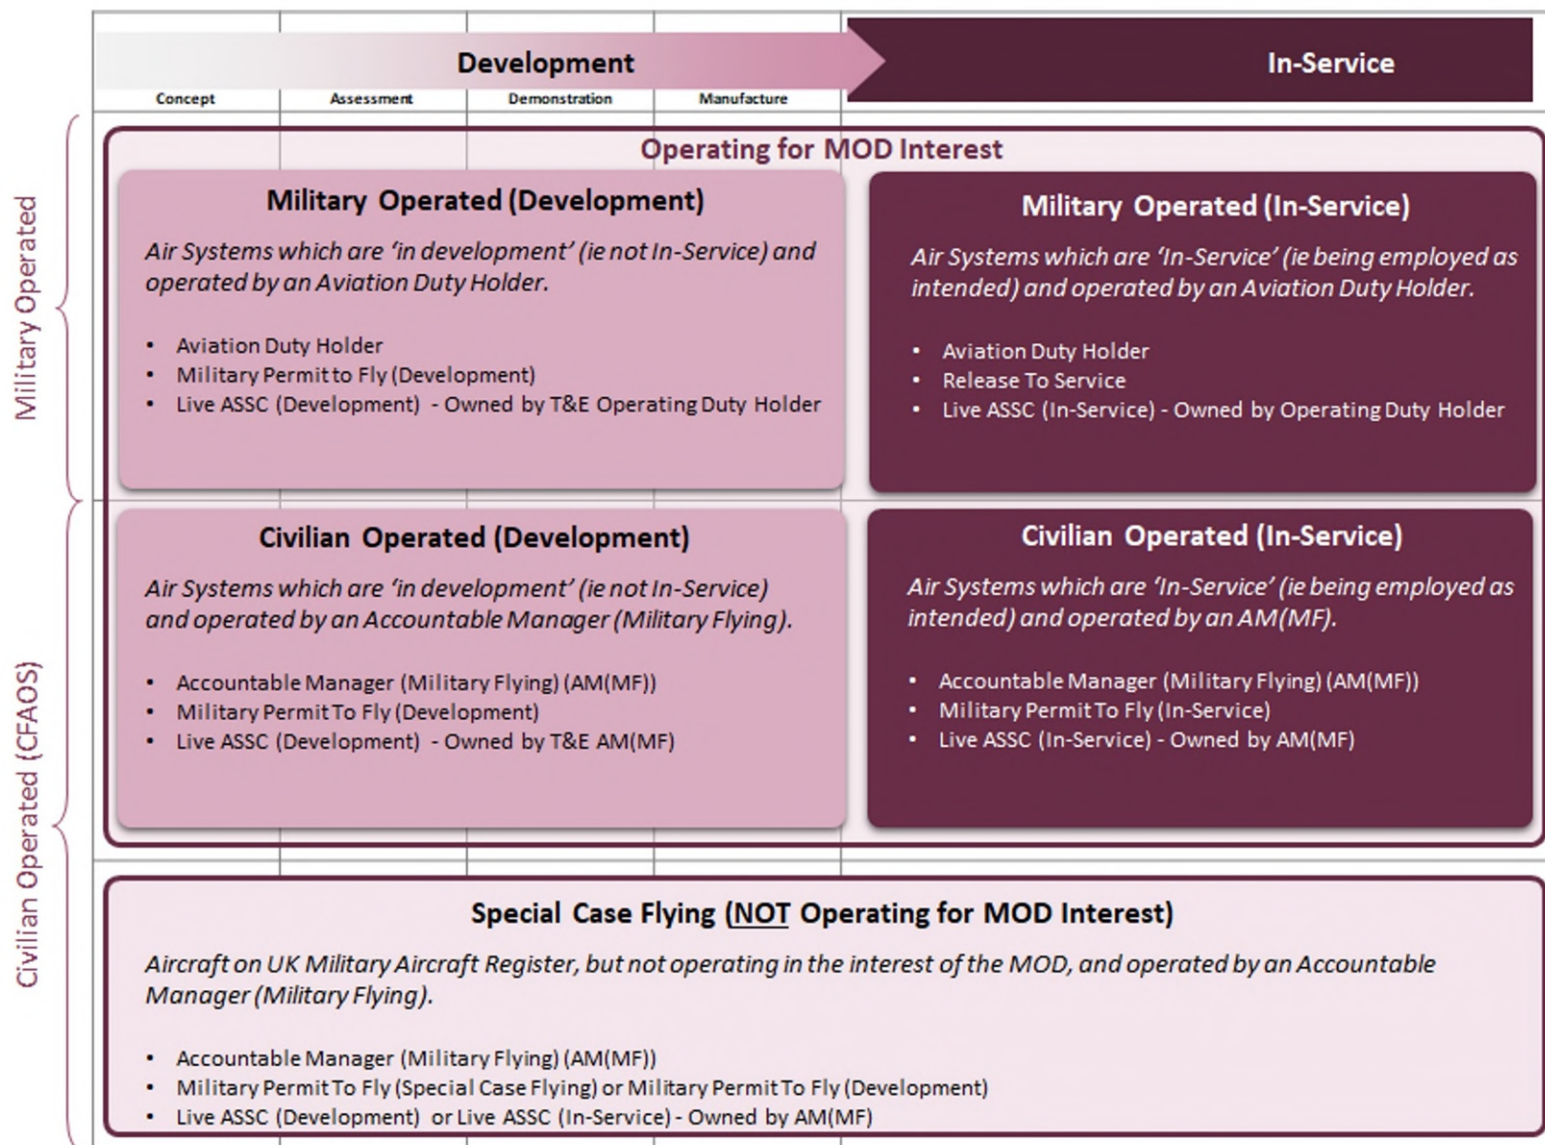 Development
In-Service
Concept
Assessment
Demonstration
Manufacture
Military Operated
Operating for MOD Interest
Military Operated (Development)
Air Systems which are ‘in development’ (ie not In-Service) and
operated by an Aviation Duty Holder.
• Aviation Duty Holder
• Military Permit to Fly (Development)
• Live ASSC (Development) - Owned by T&E Operating Duty Holder
Military Operated (In-Service)
Air Systems which are ‘In-Service’ (ie being employed as
intended) and operated by an Aviation Duty Holder.
• Aviation Duty Holder
• Release To Service
• Live ASSC (In-Service) - Owned by Operating Duty Holder
Civilian Operated (CFAOS)
Civilian Operated (Development)
Air Systems which are ‘in development’ (ie not In-Service)
and operated by an Accountable Manager (Military Flying).
• Accountable Manager (Military Flying) (AM(MF))
• Military Permit To Fly (Development)
• Live ASSC (Development) - Owned by T&E AM(MF)
Civilian Operated (In-Service)
Air Systems which are ‘In-Service’ (ie being employed as
intended) and operated by an AM(MF).
• Accountable Manager (Military Flying) (AM(MF))
• Military Permit To Fly (In-Service)
• Live ASSC (In-Service) - Owned by AM(MF)
Special Case Flying (NOT Operating for MOD Interest)
Aircraft on UK Military Aircraft Register, but not operating in the interest of the MOD, and operated by an Accountable
Manager (Military Flying).
• Accountable Manager (Military Flying) (AM(MF))
• Military Permit To Fly (Special Case Flying) or Military Permit To Fly (Development)
• Live ASSC (Development) or Live ASSC (In-Service) - Owned by AM(MF)